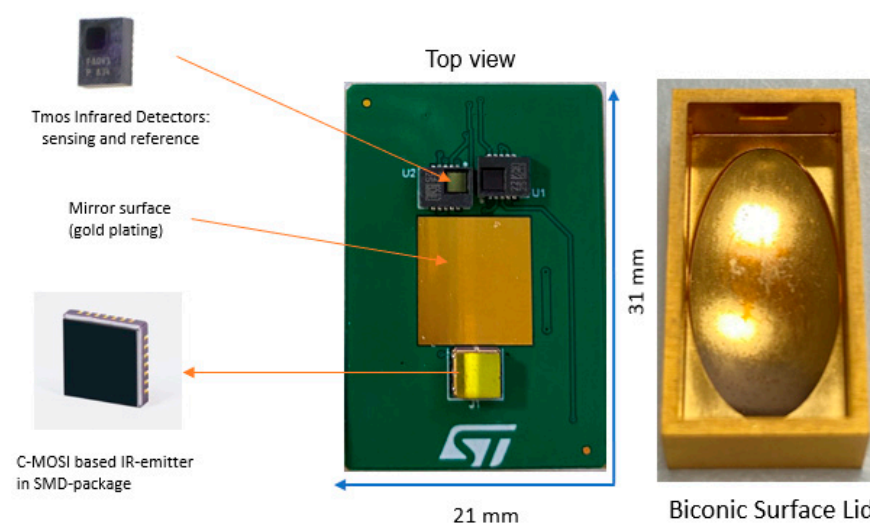 Top view
Tmos Infrared Detectors:
sensing and reference
U2
U1
Mirror surface
(gold plating)
31 mm
ST
C-MOSI based IR-emitter
in SMD-package
21 mm
Biconic Surface Lid